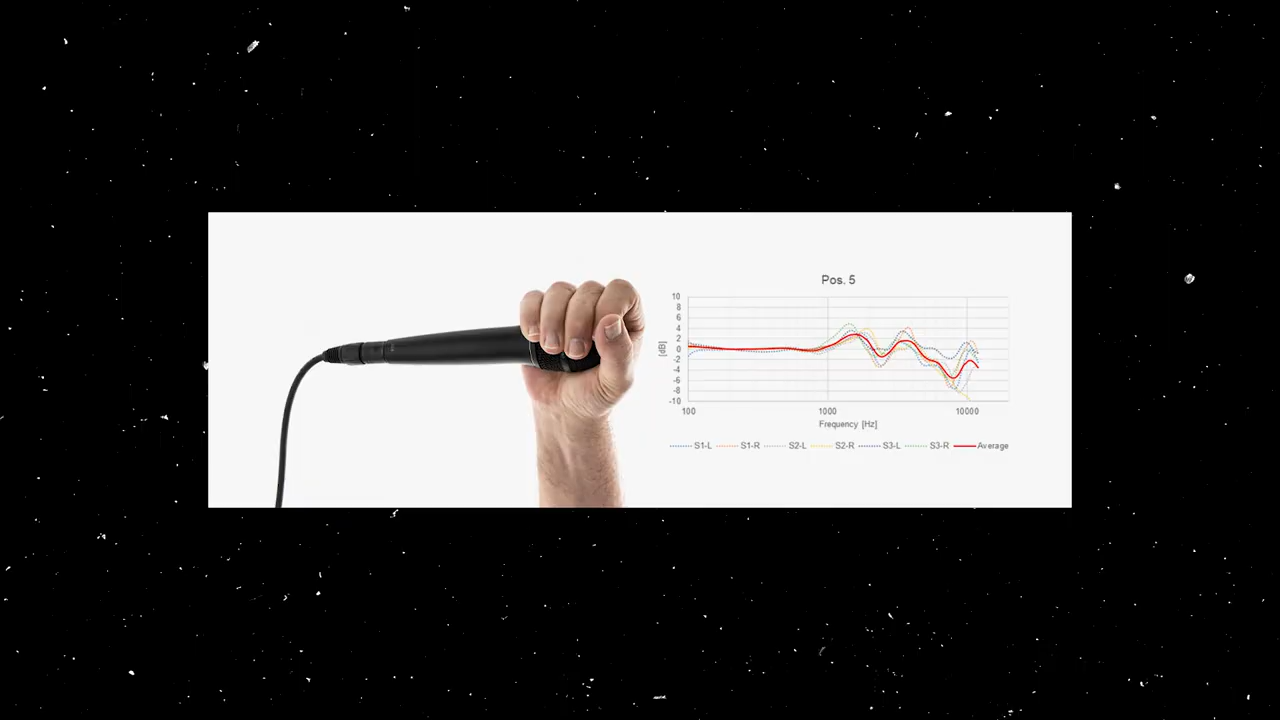 Pos. 5
10
8
6
4
2
0
-2
-4
-6
-8
-10
[dB]
100 1000 10000
Frequency [Hz]
S1-L S1-R S2-L S2-R S3-L S3-R Average